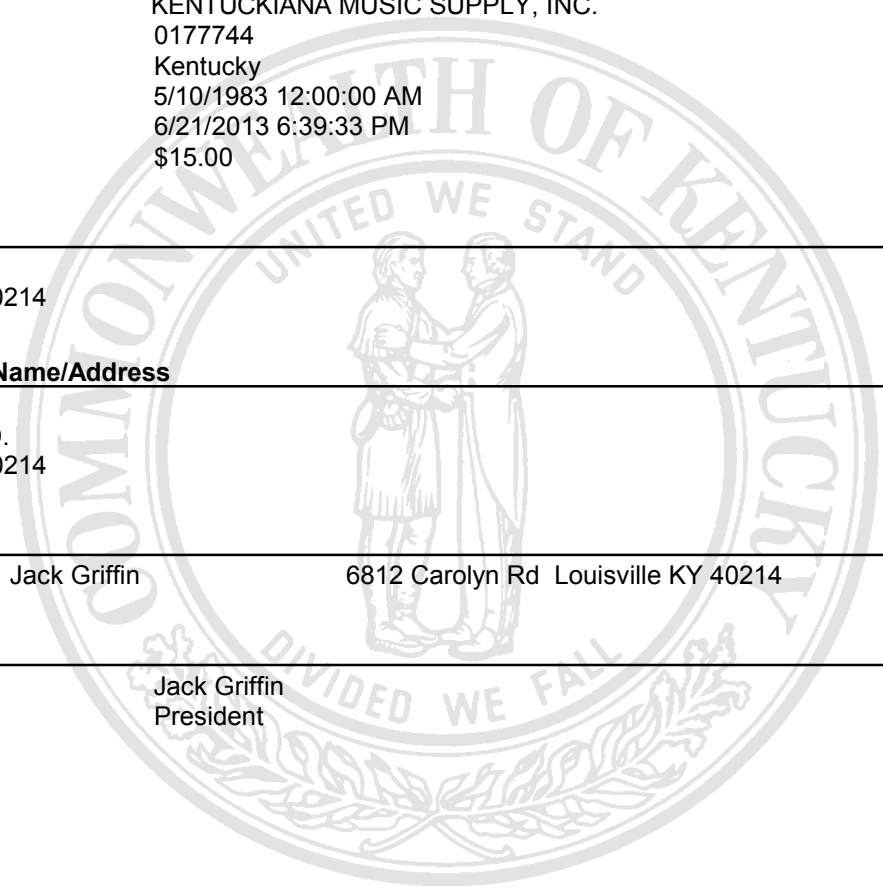 KENTUCKIANA MUSIC SUPPLY, INC.
0177744
Kentucky
5/10/1983 12:00:00 AM
6/21/2013 6:39:33 PM
$15.00
COMMONWEALTH OF KENTUCKY
UNITED WE STAND
0214
Name/Address
.
0214
Jack Griffin 6812 Carolyn Rd Louisville KY 40214
DIVIDED WE FALL
Jack Griffin
President